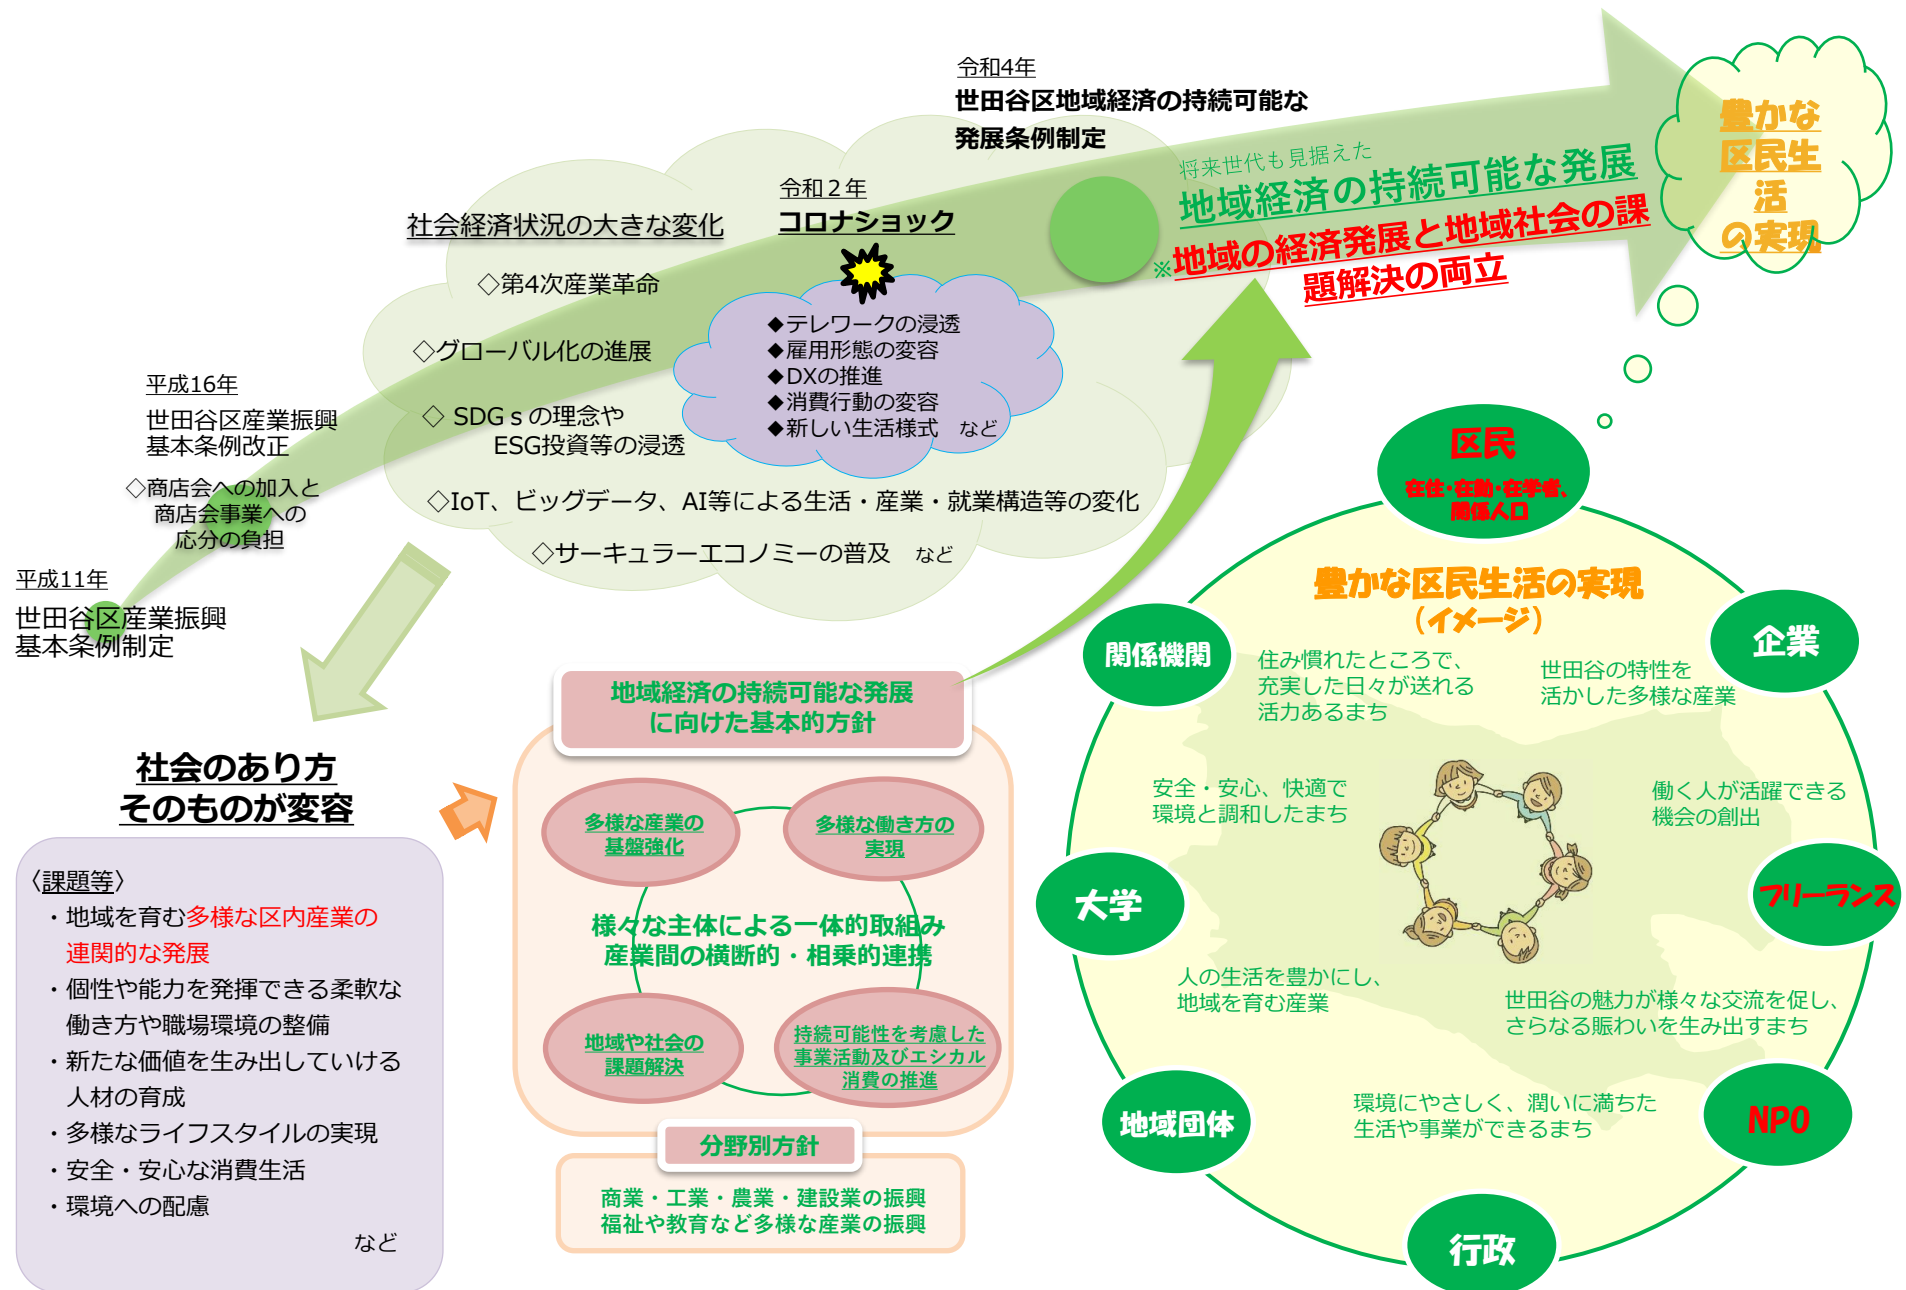 令和4年
世田谷区地域経済の持続可能な
発展条例制定
将来世代も見据えた
地域経済の持続可能な発展
※地域の経済発展と地域社会の課
題解決の両立
豊かな
区民生
活
の実現
令和２年
コロナショック
◆テレワークの浸透
◆雇用形態の変容
◆DXの推進
◆消費行動の変容
◆新しい生活様式　など
社会経済状況の大きな変化
◇第4次産業革命
◇グローバル化の進展
◇ SDGｓの理念や
ESG投資等の浸透
◇IoT、ビッグデータ、AI等による生活・産業・就業構造等の変化
◇サーキュラーエコノミーの普及　など
平成16年
世田谷区産業振興
基本条例改正
◇商店会への加入と
商店会事業への
応分の負担
平成11年
世田谷区産業振興
基本条例制定
社会のあり方
そのものが変容
〈課題等〉
・地域を育む多様な区内産業の
連関的な発展
・個性や能力を発揮できる柔軟な
働き方や職場環境の整備
・新たな価値を生み出していける
人材の育成
・多様なライフスタイルの実現
・安全・安心な消費生活
・環境への配慮
など
地域経済の持続可能な発展
に向けた基本的方針
多様な産業の
基盤強化
多様な働き方の
実現
様々な主体による一体的取組み
産業間の横断的・相乗的連携
地域や社会の
課題解決
持続可能性を考慮した
事業活動及びエシカル
消費の推進
分野別方針
商業・工業・農業・建設業の振興
福祉や教育など多様な産業の振興
区民
在住・在勤・在学者、
関係人口
豊かな区民生活の実現
（イメージ）
関係機関
企業
住み慣れたところで、
充実した日々が送れる
活力あるまち
世田谷の特性を
活かした多様な産業
安全・安心、快適で
環境と調和したまち
働く人が活躍できる
機会の創出
大学
フリーランス
人の生活を豊かにし、
地域を育む産業
世田谷の魅力が様々な交流を促し、
さらなる賑わいを生み出すまち
地域団体
環境にやさしく、潤いに満ちた
生活や事業ができるまち
NPO
行政